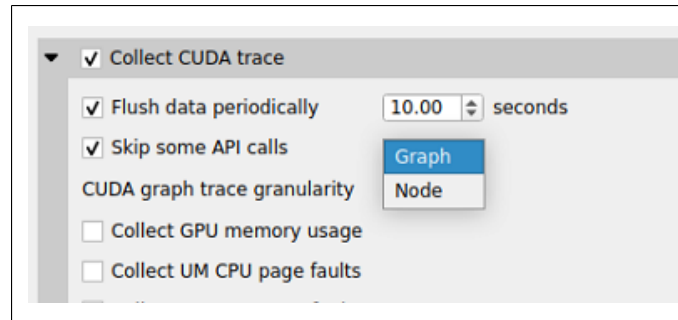 Collect CUDA trace
Flush data periodically 10.00 seconds
Skip some API calls
Graph
CUDA graph trace granularity Node
Collect GPU memory usage
Collect UM CPU page faults